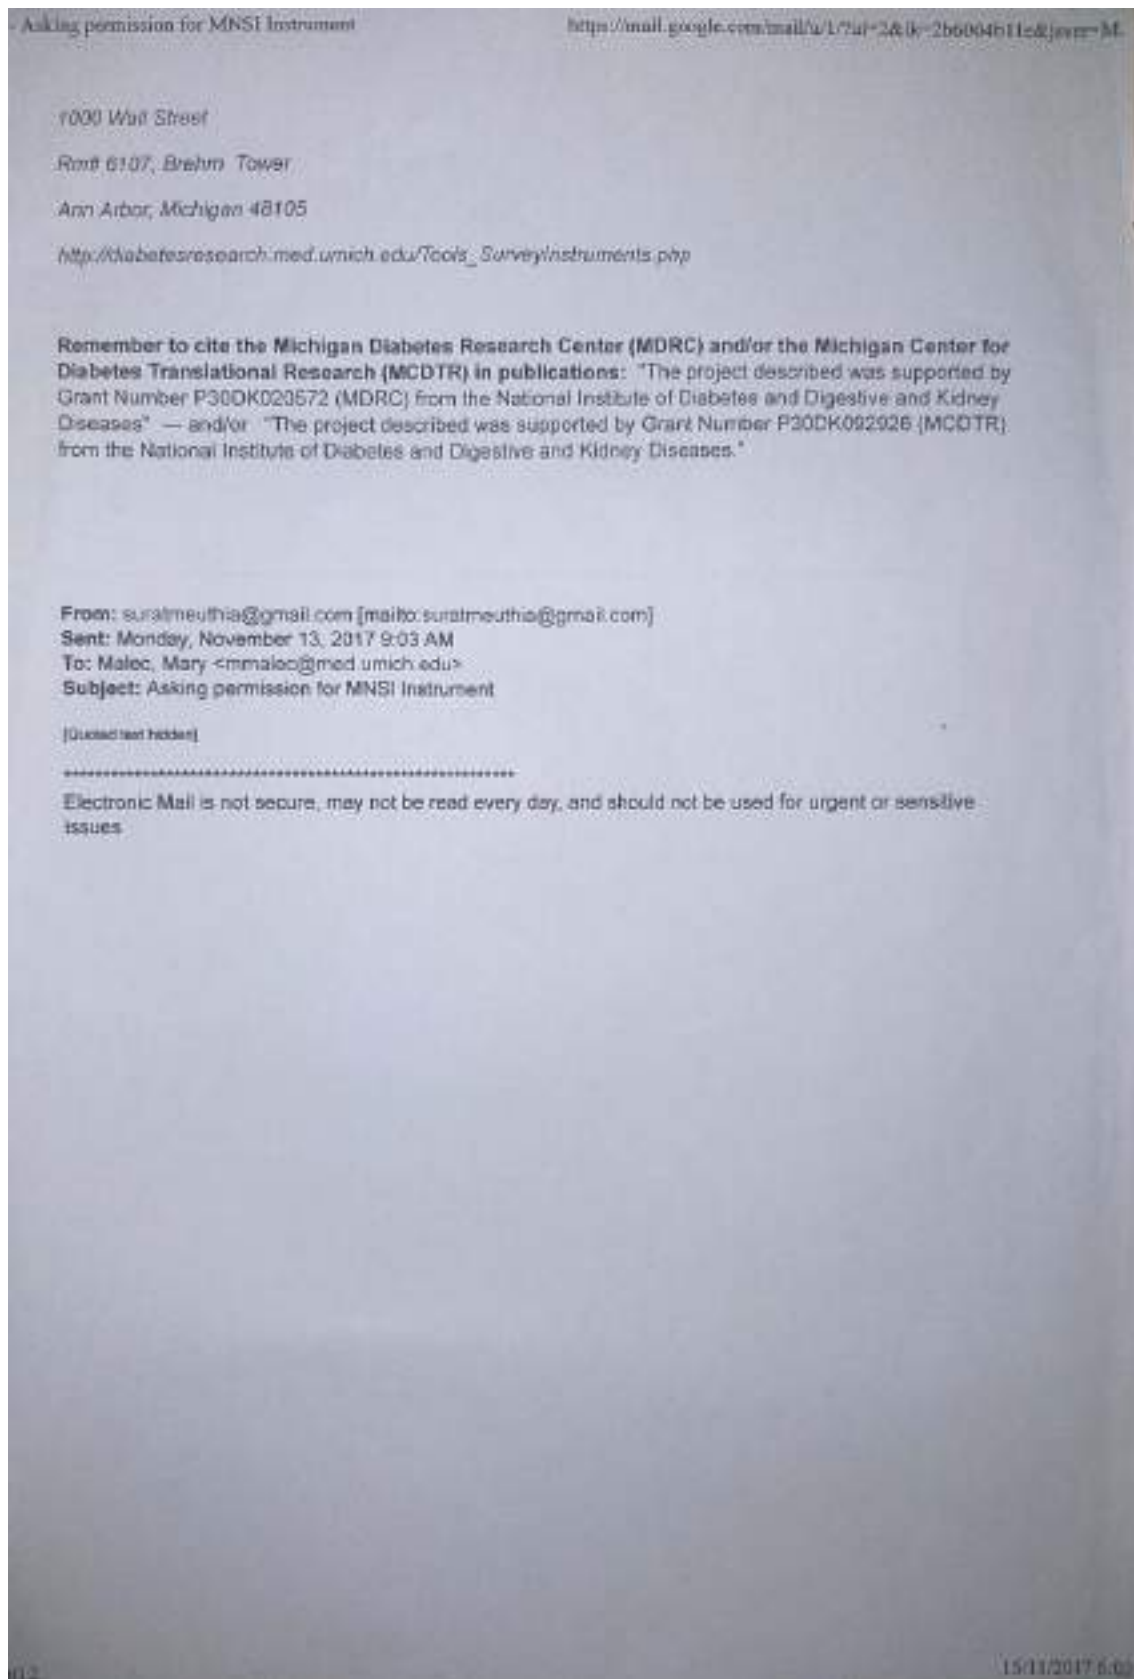 - Asking permission for MNSI Instrument
https://mail.google.com/mail/u/1/?ui=2&ik=2b6004b11e&jsver=M.
1000 Wall Street
Rm# 6107, Brehm Tower
Ann Arbor, Michigan 48105
http://diabetesresearch.med.umich.edu/Tools_SurveyInstruments.php
Remember to cite the Michigan Diabetes Research Center (MDRC) and/or the Michigan Center for
Diabetes Translational Research (MCDTR) in publications: "The project described was supported by
Grant Number P30DK020572 (MDRC) from the National Institute of Diabetes and Digestive and Kidney
Diseases" — and/or "The project described was supported by Grant Number P30DK092926 (MCDTR)
from the National Institute of Diabetes and Digestive and Kidney Diseases."
From: suratmeuthia@gmail.com [mailto:suratmeuthia@gmail.com]
Sent: Monday, November 13, 2017 9:03 AM
To: Malec, Mary <mmalec@med.umich.edu>
Subject: Asking permission for MNSI Instrument
[Quoted text hidden]
**********************************************************
Electronic Mail is not secure, may not be read every day, and should not be used for urgent or sensitive
issues
15/11/2017